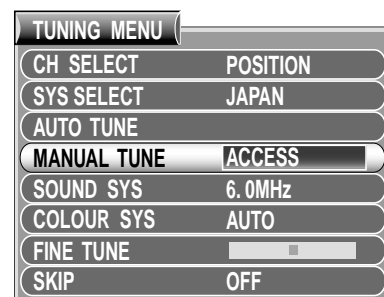 TUNING MENU
CH SELECT POSITION
SYS SELECT JAPAN
AUTO TUNE
MANUAL TUNE ACCESS
SOUND SYS 6.0MHz
COLOUR SYS AUTO
FINE TUNE
SKIP OFF